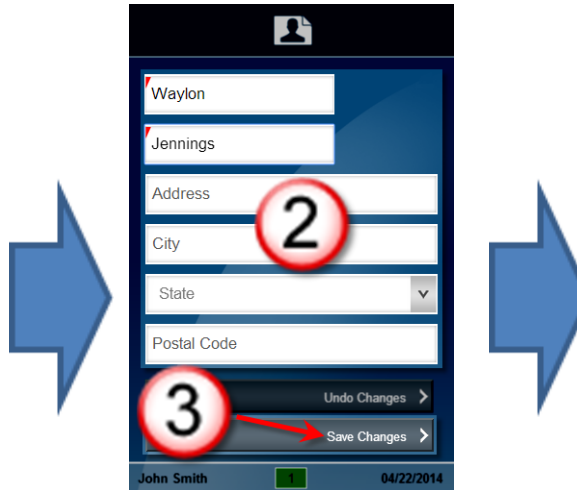 Waylon
Jennings
Address
2
City
State
Postal Code
3
Undo Changes
Save Changes
John Smith 1 04/22/2014